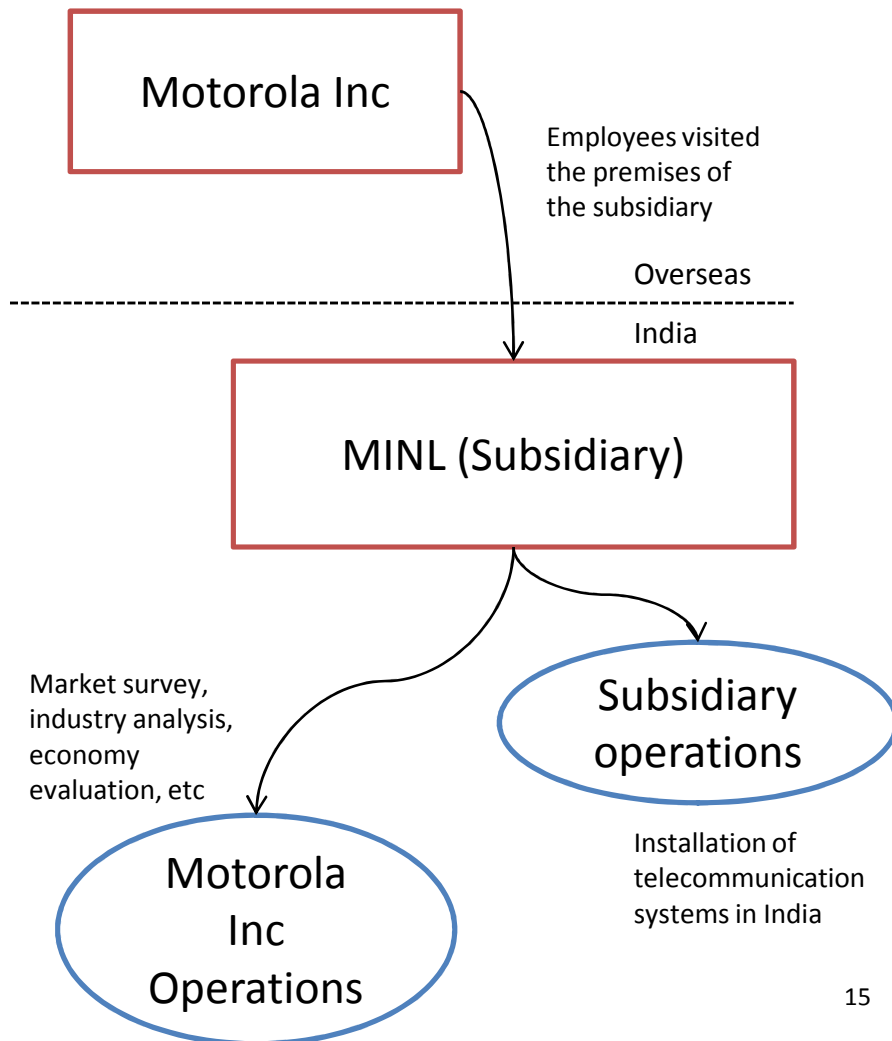 Motorola Inc
Employees visited
the premises of
the subsidiary
Overseas
India
MINL (Subsidiary)
Market survey,
industry analysis,
economy
evaluation, etc
Subsidiary
operations
Installation of
telecommunication
systems in India
Motorola
Inc
Operations
15